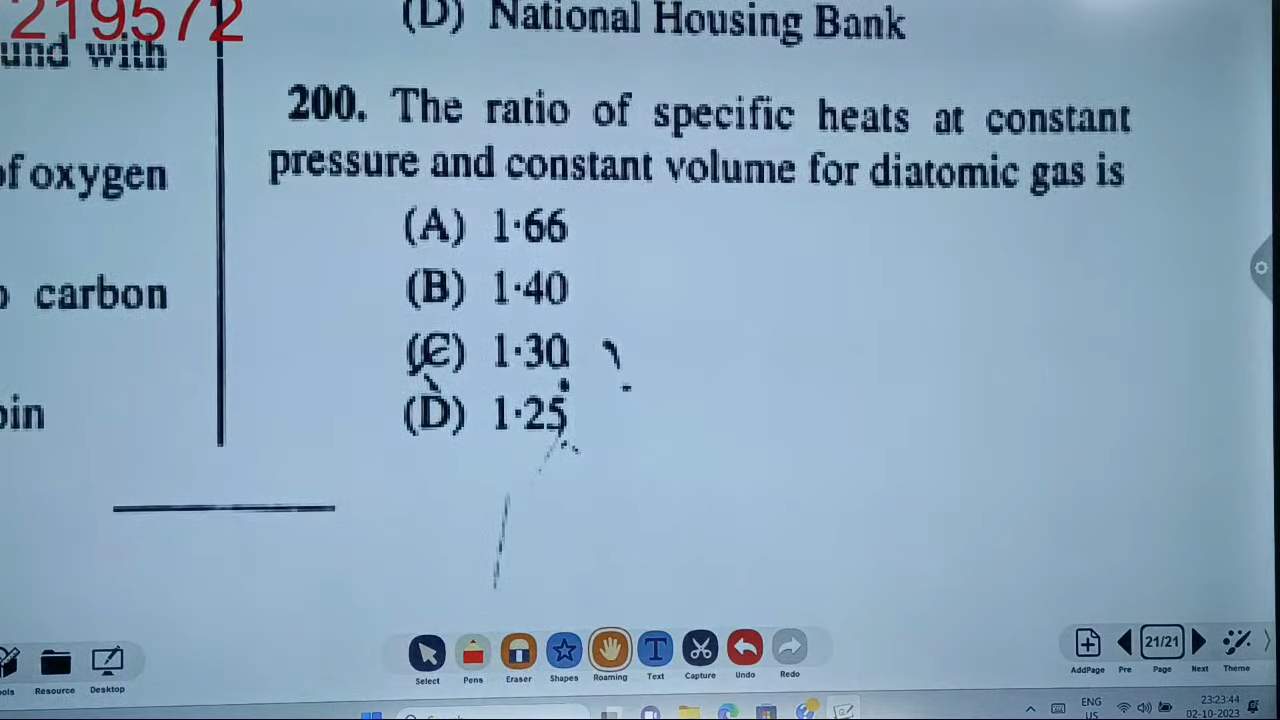 219572
und with
(D) National Housing Bank
200. The ratio of specific heats at constant
pressure and constant volume for diatomic gas is
of oxygen
(A) 1·66
(B) 1·40
carbon
(C) 1·30
(D) 1·25
Select
Pens
Eraser
Shapes
Roaming
Text
Capture
Undo
Redo
Resource
Desktop
AddPage
Pre
21/21
Page
Next
Theme
ENG
US
23:23:44
02-10-2023